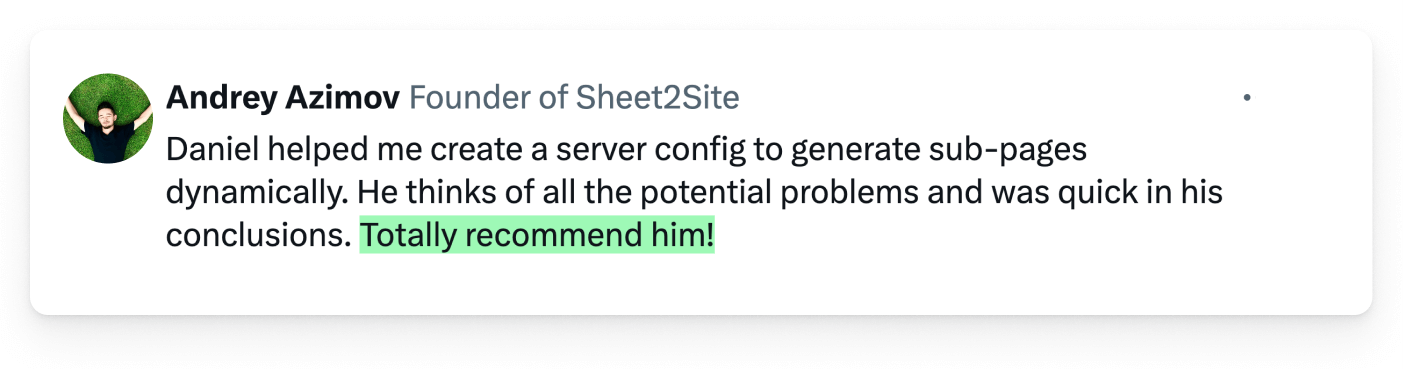 Andrey Azimov Founder of Sheet2Site ·
Daniel helped me create a server config to generate sub-pages
dynamically. He thinks of all the potential problems and was quick in his
conclusions. Totally recommend him!